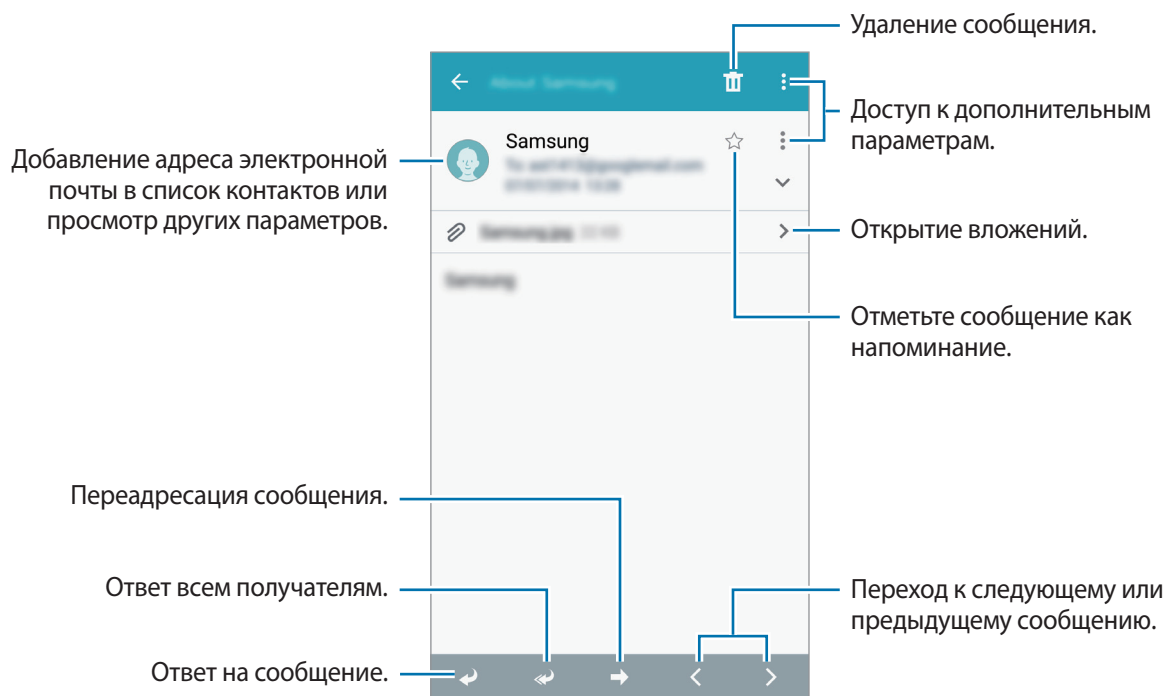 Удаление сообщения.
Доступ к дополнительным
параметрам.
Samsung
Добавление адреса электронной
почты в список контактов или
просмотр других параметров.
Открытие вложений.
Отметьте сообщение как
напоминание.
Переадресация сообщения.
Ответ всем получателям.
Переход к следующему или
предыдущему сообщению.
Ответ на сообщение.